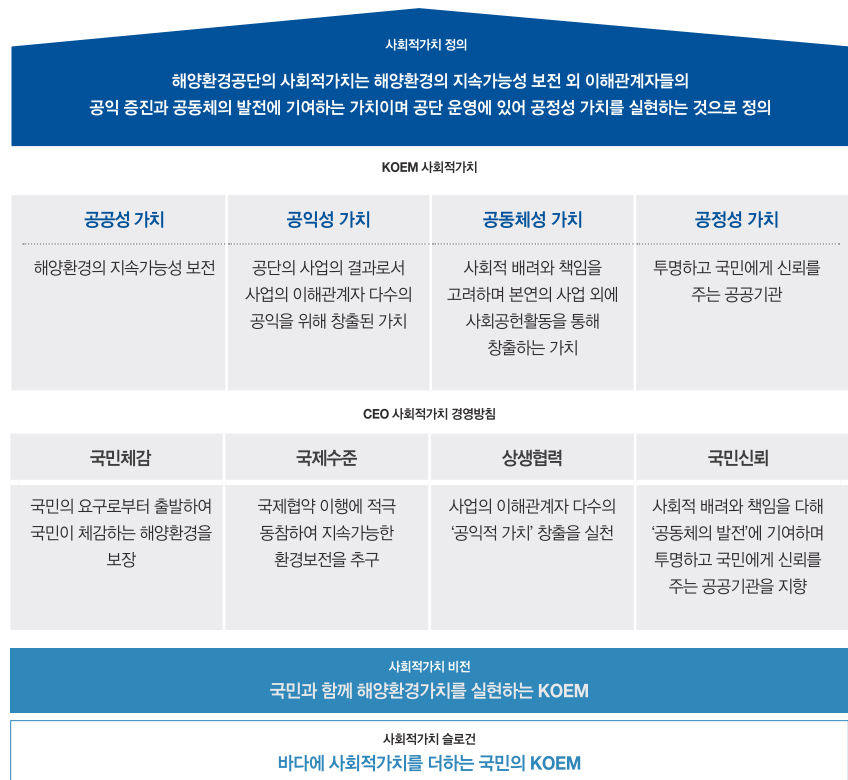 사회적가치 정의
해양환경공단의 사회적가치는 해양환경의 지속가능성 보전 외 이해관계자들의
공익 증진과 공동체의 발전에 기여하는 가치이며 공단 운영에 있어 공정성 가치를 실현하는 것으로 정의
KOEM 사회적가치
공공성 가치
해양환경의 지속가능성 보전
공익성 가치
공단의 사업의 결과로서
사업의 이해관계자 다수의
공익을 위해 창출된 가치
공동체성 가치
사회적 배려와 책임을
고려하며 본연의 사업 외에
사회공헌활동을 통해
창출하는 가치
공정성 가치
투명하고 국민에게 신뢰를
주는 공공기관
CEO 사회적가치 경영방침
국민체감
국민의 요구로부터 출발하여
국민이 체감하는 해양환경을
보장
국제수준
국제협약 이행에 적극
동참하여 지속가능한
환경보전을 추구
상생협력
사업의 이해관계자 다수의
‘공익적 가치’ 창출을 실천
국민신뢰
사회적 배려와 책임을 다해
‘공동체의 발전’에 기여하며
투명하고 국민에게 신뢰를
주는 공공기관을 지향
사회적가치 비전
국민과 함께 해양환경가치를 실현하는 KOEM
사회적가치 슬로건
바다에 사회적가치를 더하는 국민의 KOEM